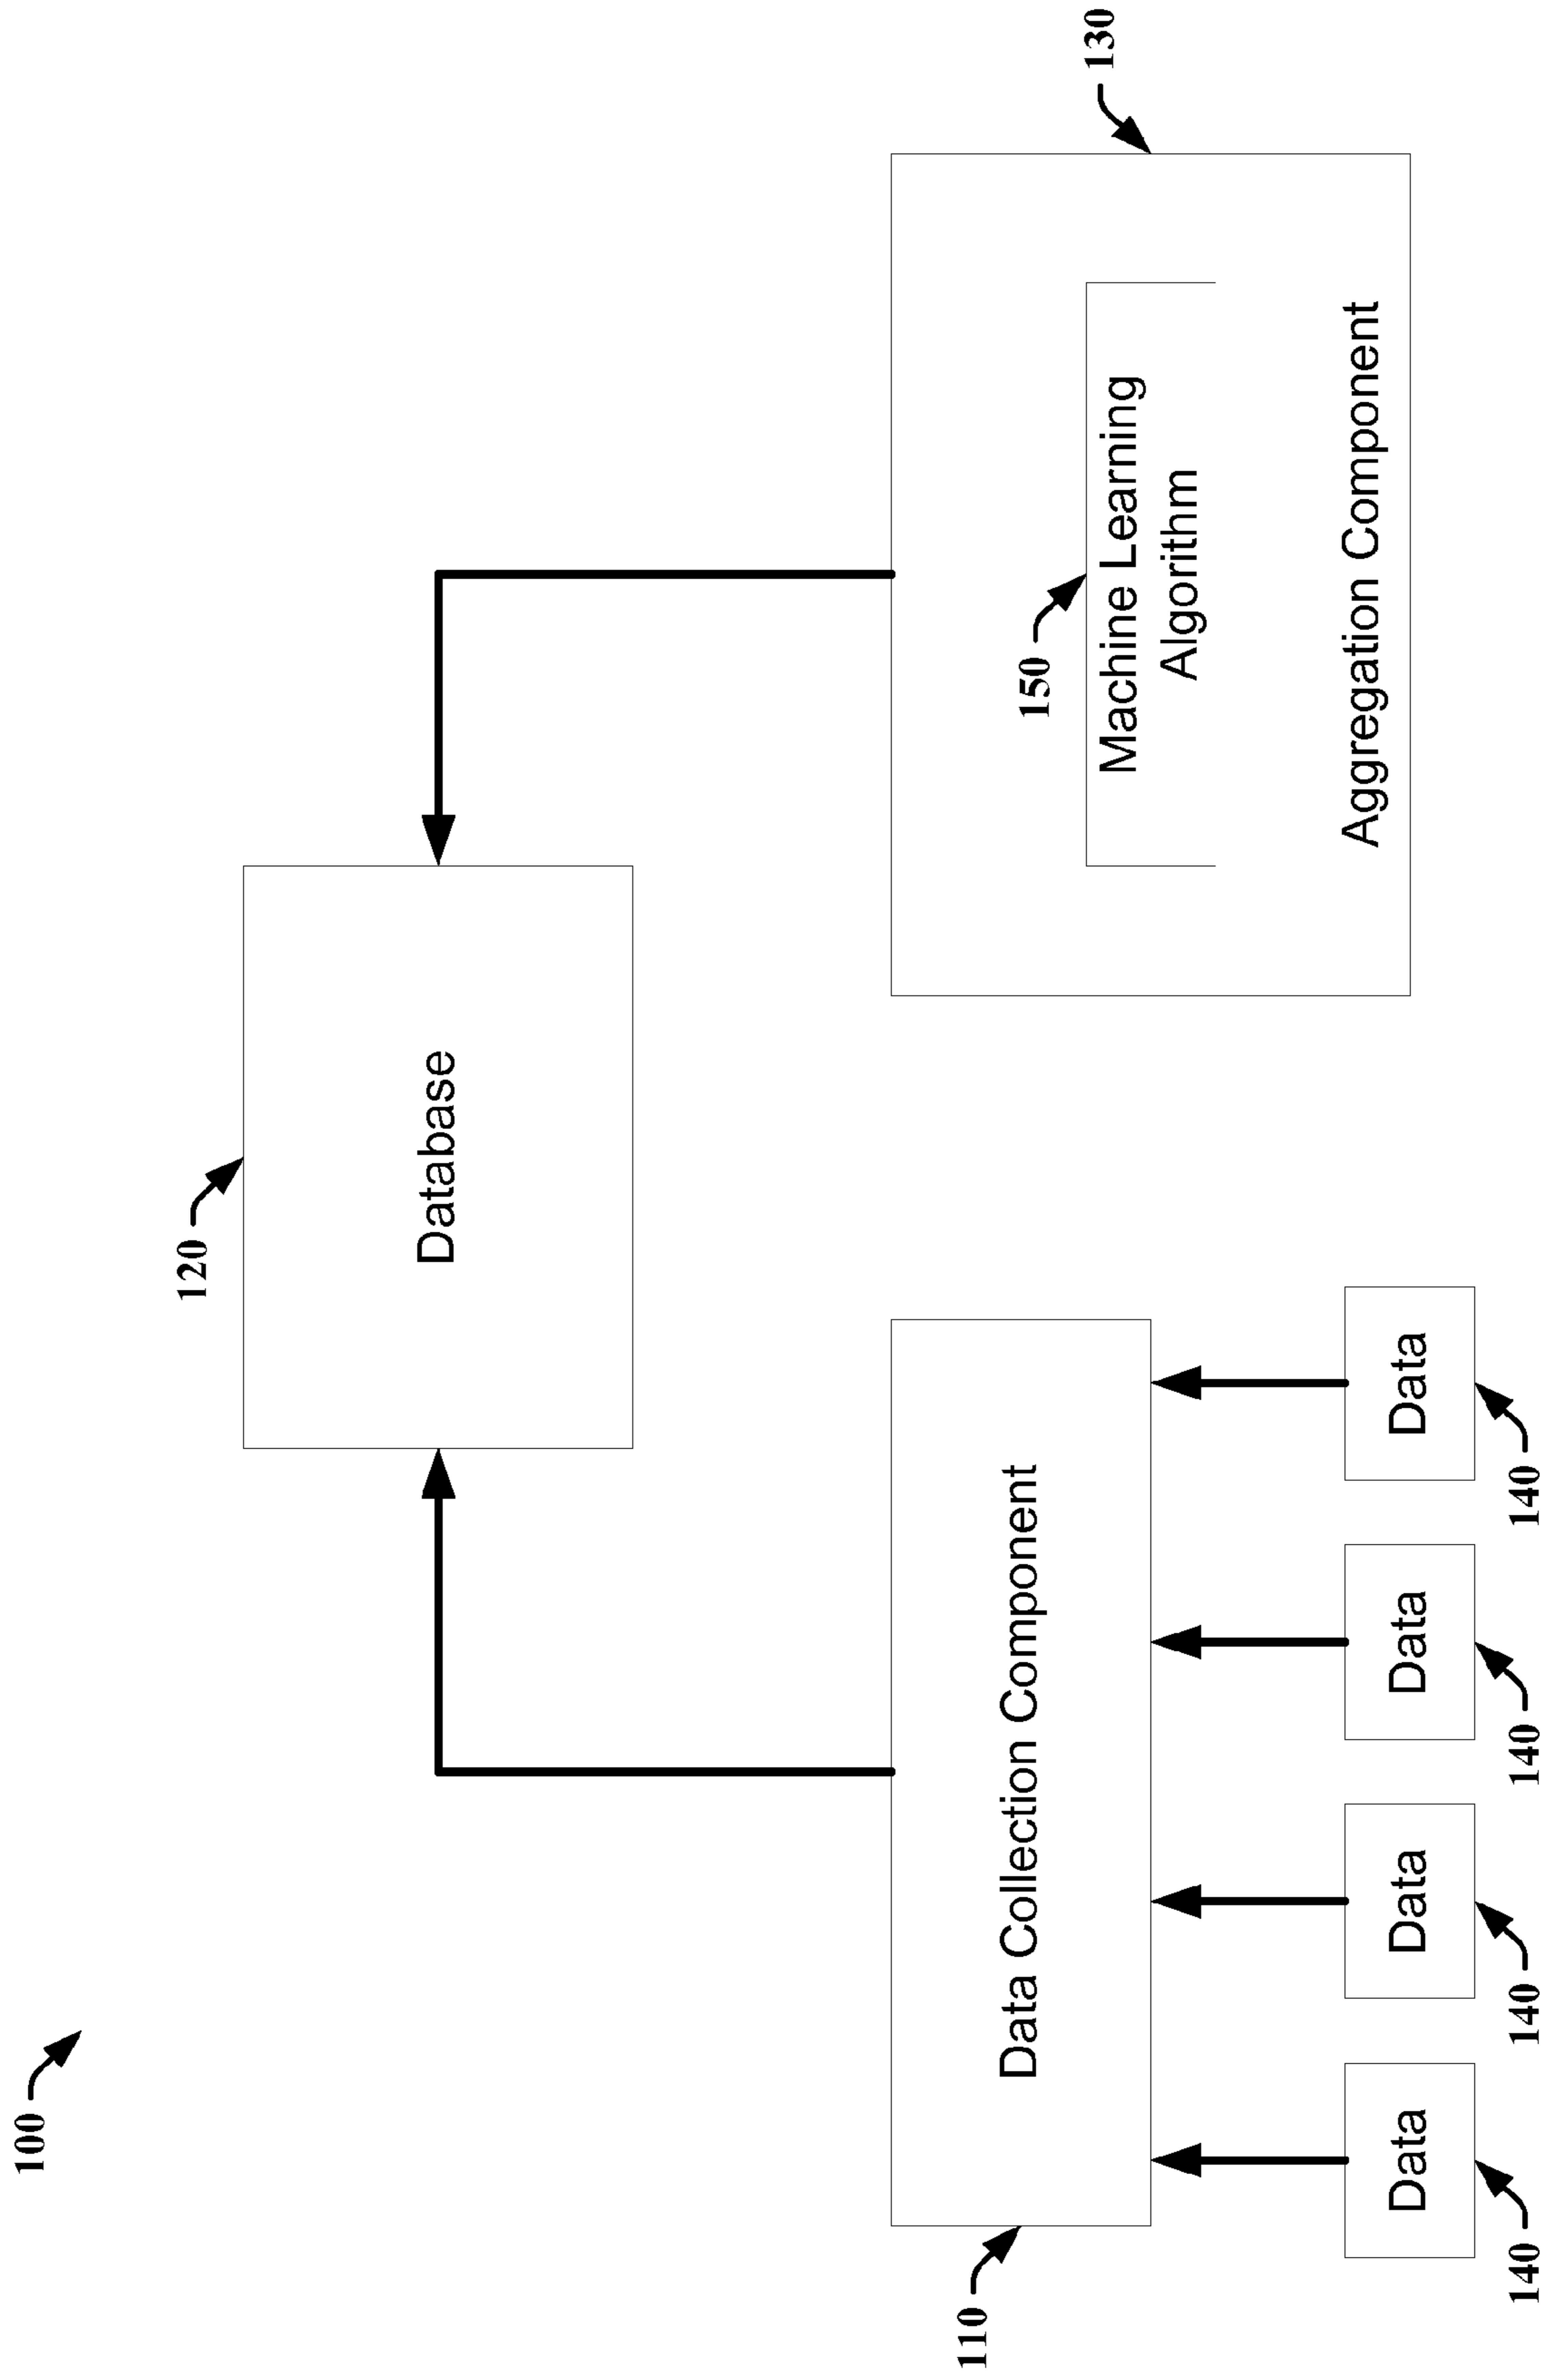 100
120
Database
110
Data Collection Component
130
150
Machine Learning
Algorithm
Aggregation Component
Data
Data
Data
Data
140
140
140
140